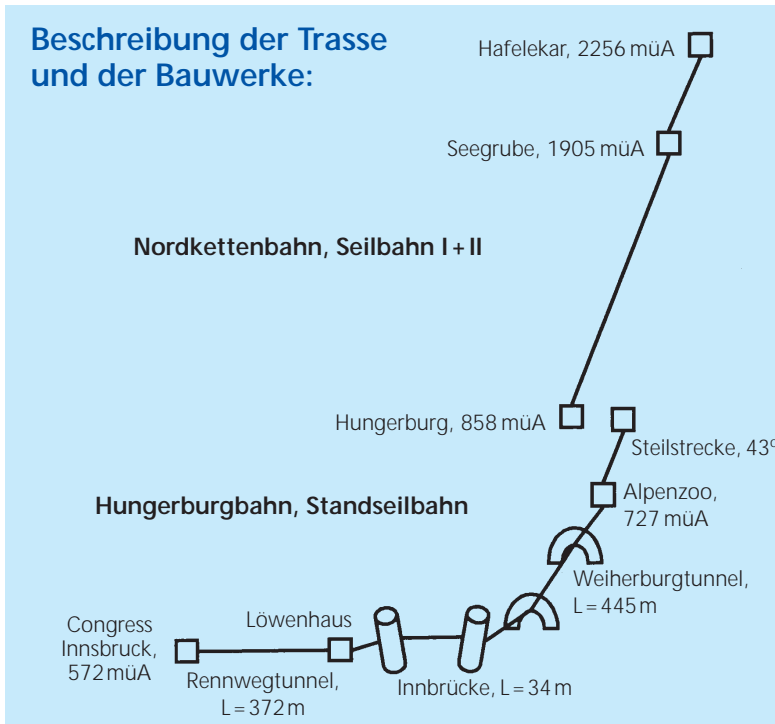 Beschreibung der Trasse
und der Bauwerke:
Hafelekar, 2256 müA
Seegrube, 1905 müA
Nordkettenbahn, Seilbahn I + II
Hungerburg, 858 müA
Steilstrecke, 43°
Hungerburgbahn, Standseilbahn
Alpenzoo,
727 müA
Weiherburgtunnel,
L = 445 m
Congress
Innsbruck,
572 müA
Löwenhaus
Rennwegtunnel,
L = 372 m
Innbrücke, L = 34 m